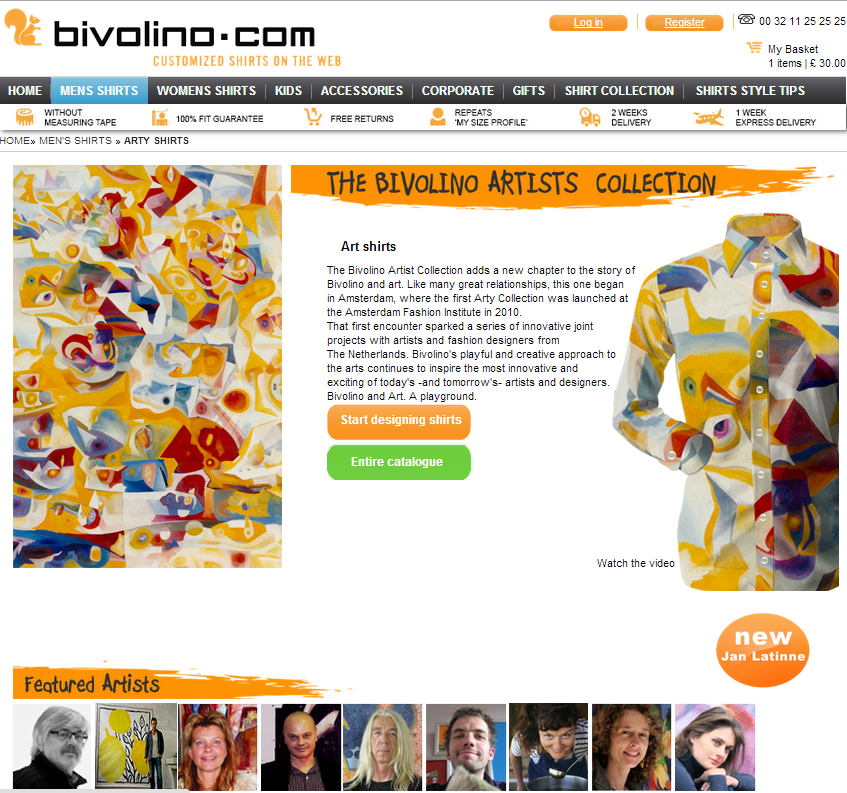 bivolino.com
CUSTOMIZED SHIRTS ON THE WEB
Log in
Register
00 32 11 25 25 25
My Basket
1 items | £ 30.00
HOME
MENS SHIRTS
WOMENS SHIRTS
KIDS
ACCESSORIES
CORPORATE
GIFTS
SHIRT COLLECTION
SHIRTS STYLE TIPS
WITHOUT
MEASURING TAPE
100% FIT GUARANTEE
FREE RETURNS
REPEATS
'MY SIZE PROFILE'
2 WEEKS
DELIVERY
1 WEEK
EXPRESS DELIVERY
HOME» MEN'S SHIRTS » ARTY SHIRTS
THE BIVOLINO ARTISTS COLLECTION
Art shirts
The Bivolino Artist Collection adds a new chapter to the story of
Bivolino and art. Like many great relationships, this one began
in Amsterdam, where the first Arty Collection was launched at
the Amsterdam Fashion Institute in 2010.
That first encounter sparked a series of innovative joint
projects with artists and fashion designers from
The Netherlands. Bivolino's playful and creative approach to
the arts continues to inspire the most innovative and
exciting of today's -and tomorrow's- artists and designers.
Bivolino and Art. A playground.
Start designing shirts
Entire catalogue
Watch the video
new
Jan Latinne
Featured Artists